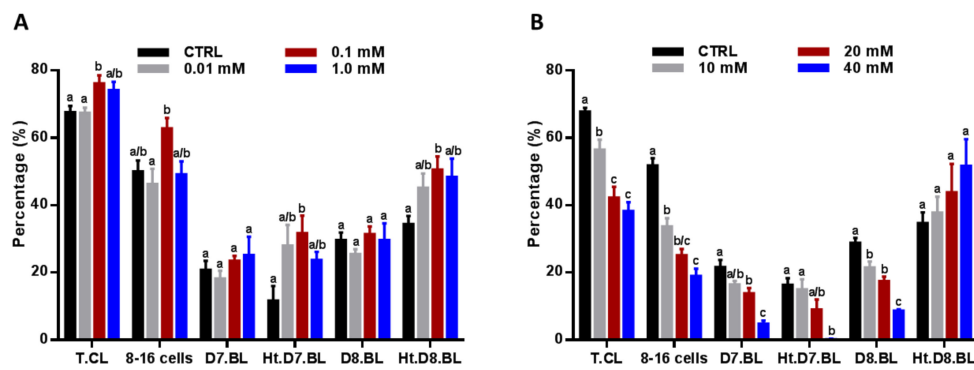 A
CTRL
0.1 mM
0.01 mM
1.0 mM
Percentage (%)
80
60
40
20
0
a a b a/b
a/b a b a/b
a a a a
a a/b b a/b
a a a a
a a/b b a/b
T.CL 8-16 cells D7.BL Ht.D7.BL D8.BL Ht.D8.BL
B
CTRL
20 mM
10 mM
40 mM
Percentage (%)
80
60
40
20
0
a b c c
a b b/c c
a a/b b c
a a a/b b
a b b c
a a a a
T.CL 8-16 cells D7.BL Ht.D7.BL D8.BL Ht.D8.BL